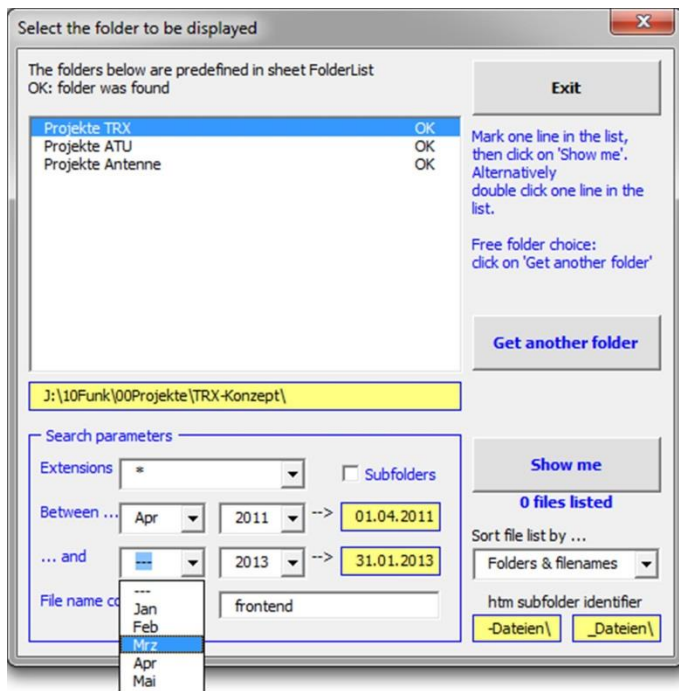 Select the folder to be displayed
The folders below are predefined in sheet FolderList
OK: folder was found
Exit
Projekte TRX OK
Projekte ATU OK
Projekte Antenne OK
Mark one line in the list,
then click on 'Show me'.
Alternatively
double click one line in the
list.
Free folder choice:
click on 'Get another folder'
Get another folder
J:\10Funk\00Projekte\TRX-Konzept\
Search parameters
Extensions * Subfolders
Between ... Apr 2011 --> 01.04.2011
... and --- 2013 --> 31.01.2013
File name co frontend
---
Jan
Feb
Mrz
Apr
Mai
Show me
0 files listed
Sort file list by ...
Folders & filenames
htm subfolder identifier
-Dateien\ _Dateien\